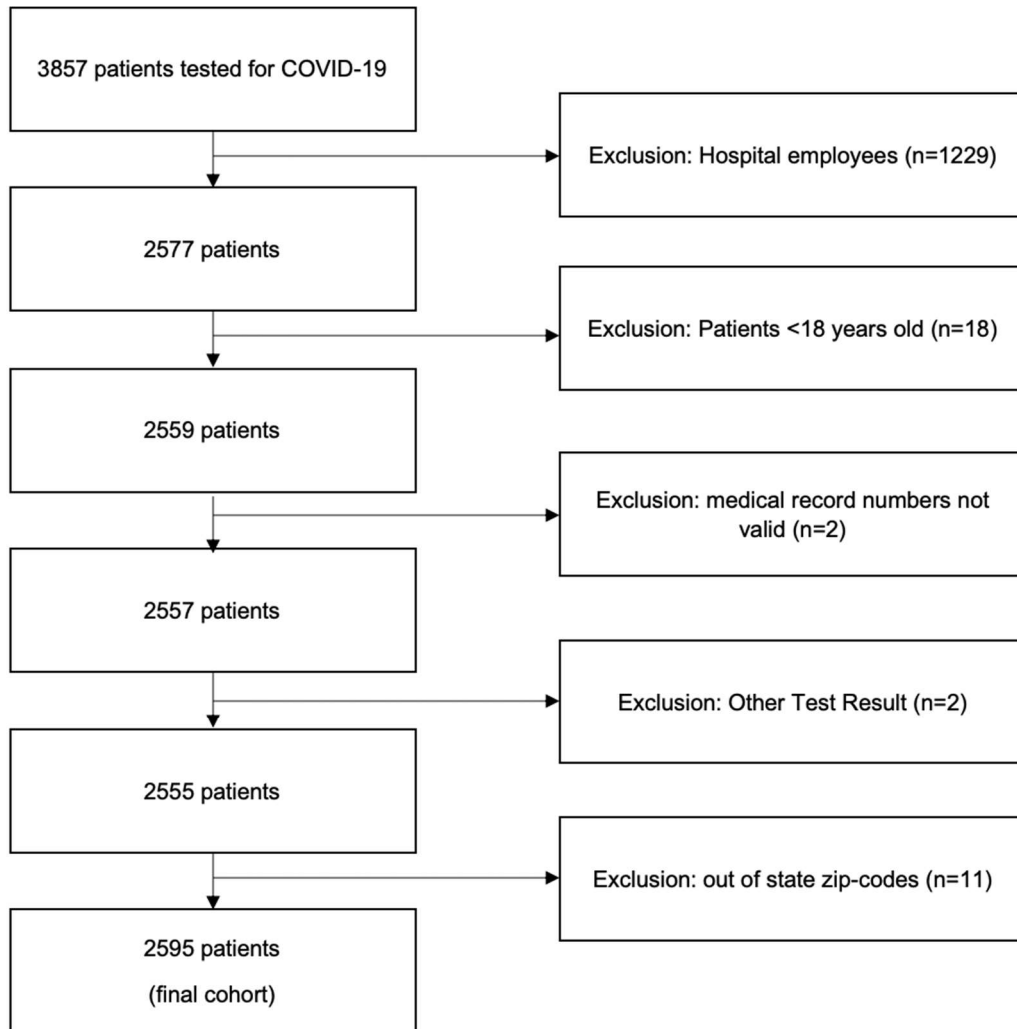 3857 patients tested for COVID-19
Exclusion: Hospital employees (n=1229)
2577 patients
Exclusion: Patients <18 years old (n=18)
2559 patients
Exclusion: medical record numbers not
valid (n=2)
2557 patients
Exclusion: Other Test Result (n=2)
2555 patients
Exclusion: out of state zip-codes (n=11)
2595 patients
(final cohort)